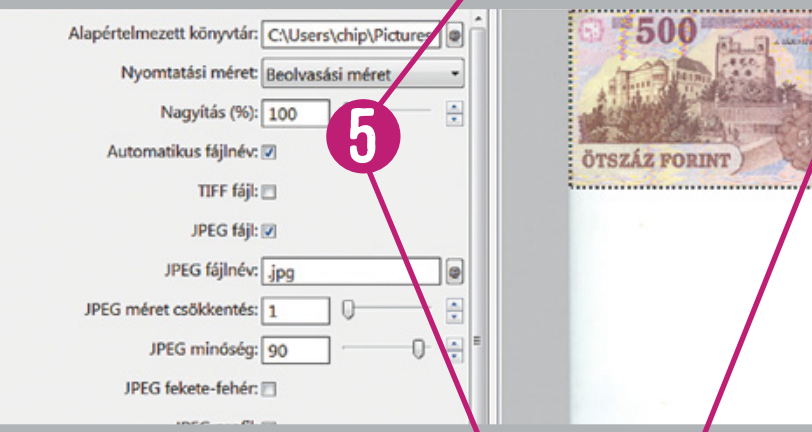 Alapértelmezett könyvtár: C:\Users\chip\Pictures
Nyomtatási méret: Beolvasási méret
Nagyítás (%): 100
5
Automatikus fájlnév:
TIFF fájl:
JPEG fájl:
JPEG fájlnév: .jpg
JPEG méret csökkentés: 1
JPEG minőség: 90
JPEG fekete-fehér:
500
ÖTSZÁZ FORINT